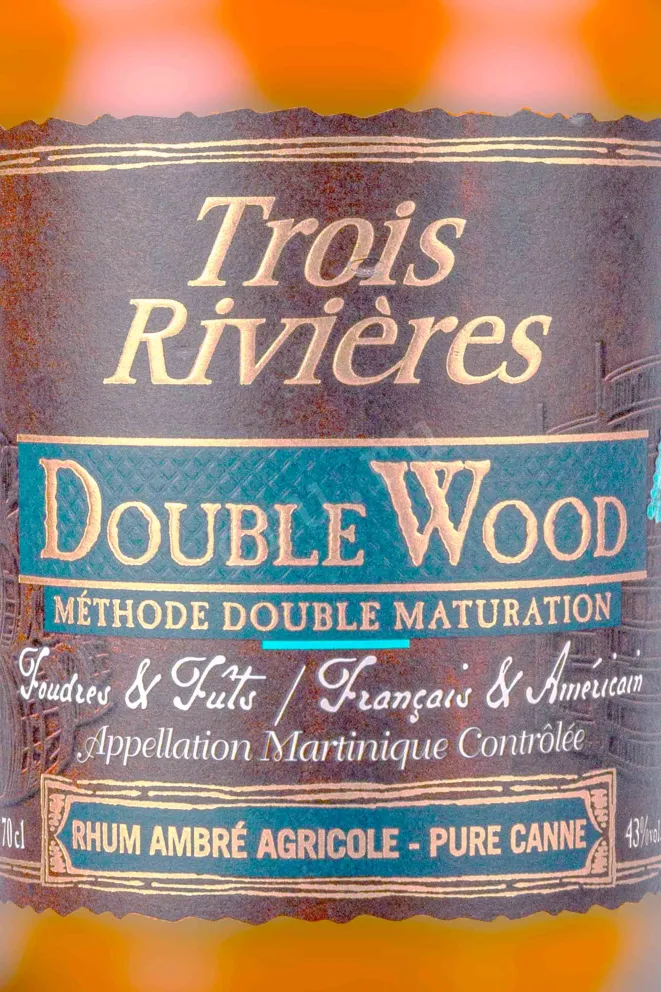 Trois
Rivières
DOUBLE WOOD
MÉTHODE DOUBLE MATURATION
Foudres & Fûts / Français & Américain
Appellation Martinique Contrôlée
70 cl
RHUM AMBRÉ AGRICOLE - PURE CANNE
43%vol.